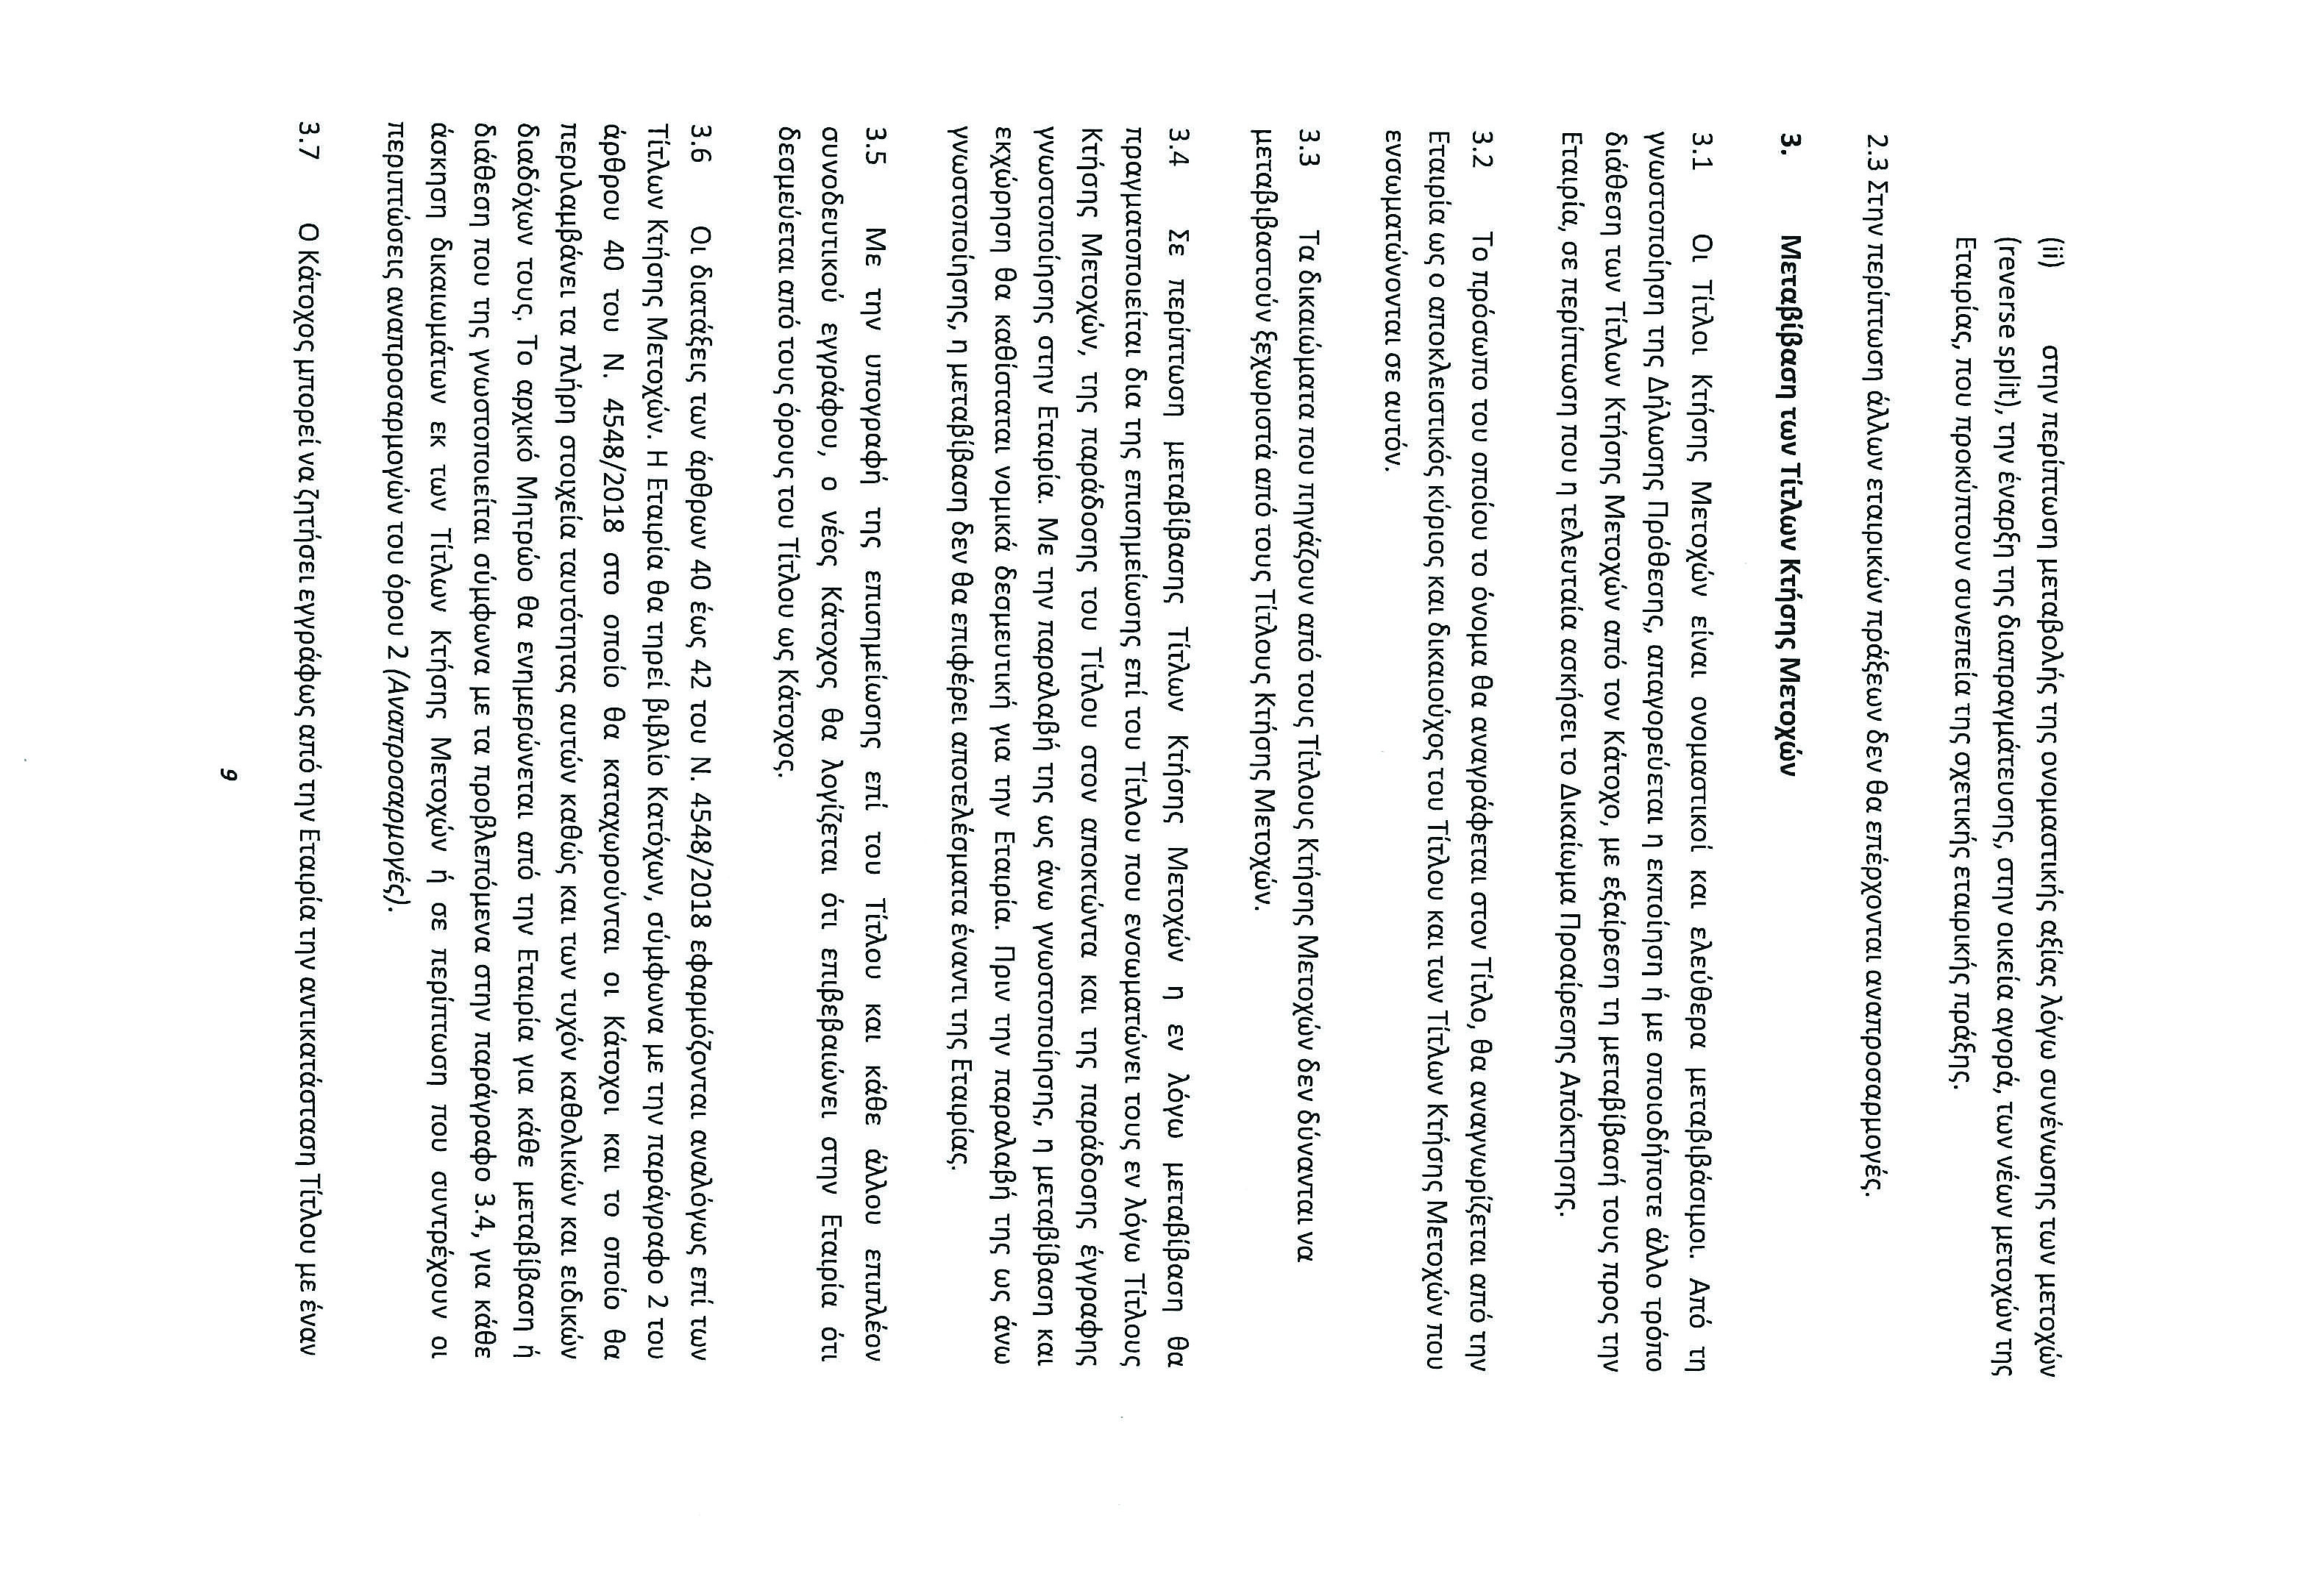 (ii) στην περίπτωση μεταβολής της ονομαστικής αξίας λόγω συνένωσης των μετοχών
(reverse split), την έναρξη της διαπραγμάτευσης, στην οικεία αγορά, των νέων μετοχών της
Εταιρίας, που προκύπτουν συνεπεία της σχετικής εταιρικής πράξης.
2.3 Στην περίπτωση άλλων εταιρικών πράξεων δεν θα επέρχονται αναπροσαρμογές.
3. Μεταβίβαση των Τίτλων Κτήσης Μετοχών
3.1 Οι Τίτλοι Κτήσης Μετοχών είναι ονομαστικοί και ελεύθερα μεταβιβάσιμοι. Από τη
γνωστοποίηση της Δήλωσης Πρόθεσης, απαγορεύεται η εκποίηση ή με οποιοδήποτε άλλο τρόπο
διάθεση των Τίτλων Κτήσης Μετοχών από τον Κάτοχο, με εξαίρεση τη μεταβίβασή τους προς την
Εταιρία, σε περίπτωση που η τελευταία ασκήσει το Δικαίωμα Προαίρεσης Απόκτησης.
3.2 Το πρόσωπο του οποίου το όνομα θα αναγράφεται στον Τίτλο, θα αναγνωρίζεται από την
Εταιρία ως ο αποκλειστικός κύριος και δικαιούχος του Τίτλου και των Τίτλων Κτήσης Μετοχών που
ενσωματώνονται σε αυτόν.
3.3 Τα δικαιώματα που πηγάζουν από τους Τίτλους Κτήσης Μετοχών δεν δύνανται να
μεταβιβαστούν ξεχωριστά από τους Τίτλους Κτήσης Μετοχών.
3.4 Σε περίπτωση μεταβίβασης Τίτλων Κτήσης Μετοχών η εν λόγω μεταβίβαση θα
πραγματοποιείται δια της επισημείωσης επί του Τίτλου που ενσωματώνει τους εν λόγω Τίτλους
Κτήσης Μετοχών, της παράδοσης του Τίτλου στον αποκτώντα και της παράδοσης έγγραφης
γνωστοποίησης στην Εταιρία. Με την παραλαβή της ως άνω γνωστοποίησης, η μεταβίβαση και
εκχώρηση θα καθίσταται νομικά δεσμευτική για την Εταιρία. Πριν την παραλαβή της ως άνω
γνωστοποίησης, η μεταβίβαση δεν θα επιφέρει αποτελέσματα έναντι της Εταιρίας.
3.5 Με την υπογραφή της επισημείωσης επί του Τίτλου και κάθε άλλου επιπλέον
συνοδευτικού εγγράφου, ο νέος Κάτοχος θα λογίζεται ότι επιβεβαιώνει στην Εταιρία ότι
δεσμεύεται από τους όρους του Τίτλου ως Κάτοχος.
3.6 Οι διατάξεις των άρθρων 40 έως 42 του Ν. 4548/2018 εφαρμόζονται αναλόγως επί των
Τίτλων Κτήσης Μετοχών. Η Εταιρία θα τηρεί βιβλίο Κατόχων, σύμφωνα με την παράγραφο 2 του
άρθρου 40 του Ν. 4548/2018 στο οποίο θα καταχωρούνται οι Κάτοχοι και το οποίο θα
περιλαμβάνει τα πλήρη στοιχεία ταυτότητας αυτών καθώς και των τυχόν καθολικών και ειδικών
διαδόχων τους. Το αρχικό Μητρώο θα ενημερώνεται από την Εταιρία για κάθε μεταβίβαση ή
διάθεση που της γνωστοποιείται σύμφωνα με τα προβλεπόμενα στην παράγραφο 3.4, για κάθε
άσκηση δικαιωμάτων εκ των Τίτλων Κτήσης Μετοχών ή σε περίπτωση που συντρέχουν οι
περιπτώσεις αναπροσαρμογών του όρου 2 (Αναπροσαρμογές).
3.7 Ο Κάτοχος μπορεί να ζητήσει εγγράφως από την Εταιρία την αντικατάσταση Τίτλου με έναν
9